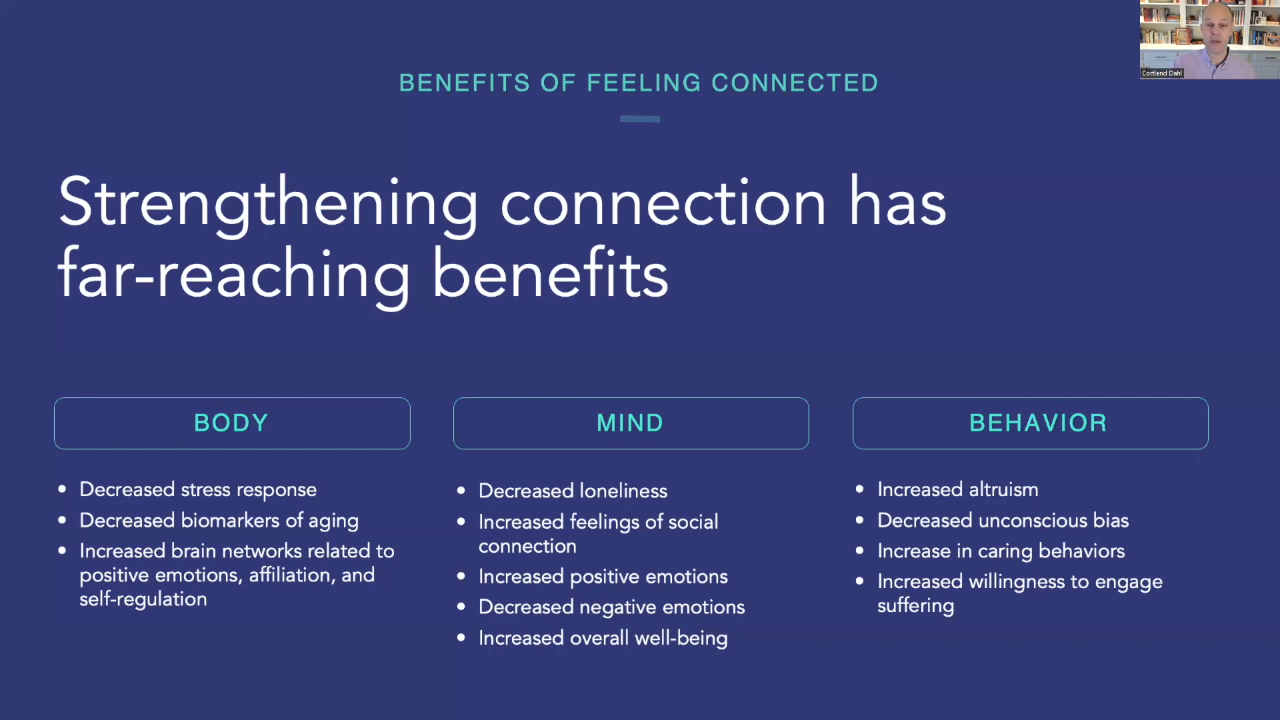 Cortland Dahl
BENEFITS OF FEELING CONNECTED
Strengthening connection has
far-reaching benefits
BODY
• Decreased stress response
• Decreased biomarkers of aging
• Increased brain networks related to
positive emotions, affiliation, and
self-regulation
MIND
• Decreased loneliness
• Increased feelings of social
connection
• Increased positive emotions
• Decreased negative emotions
• Increased overall well-being
BEHAVIOR
• Increased altruism
• Decreased unconscious bias
• Increase in caring behaviors
• Increased willingness to engage
suffering